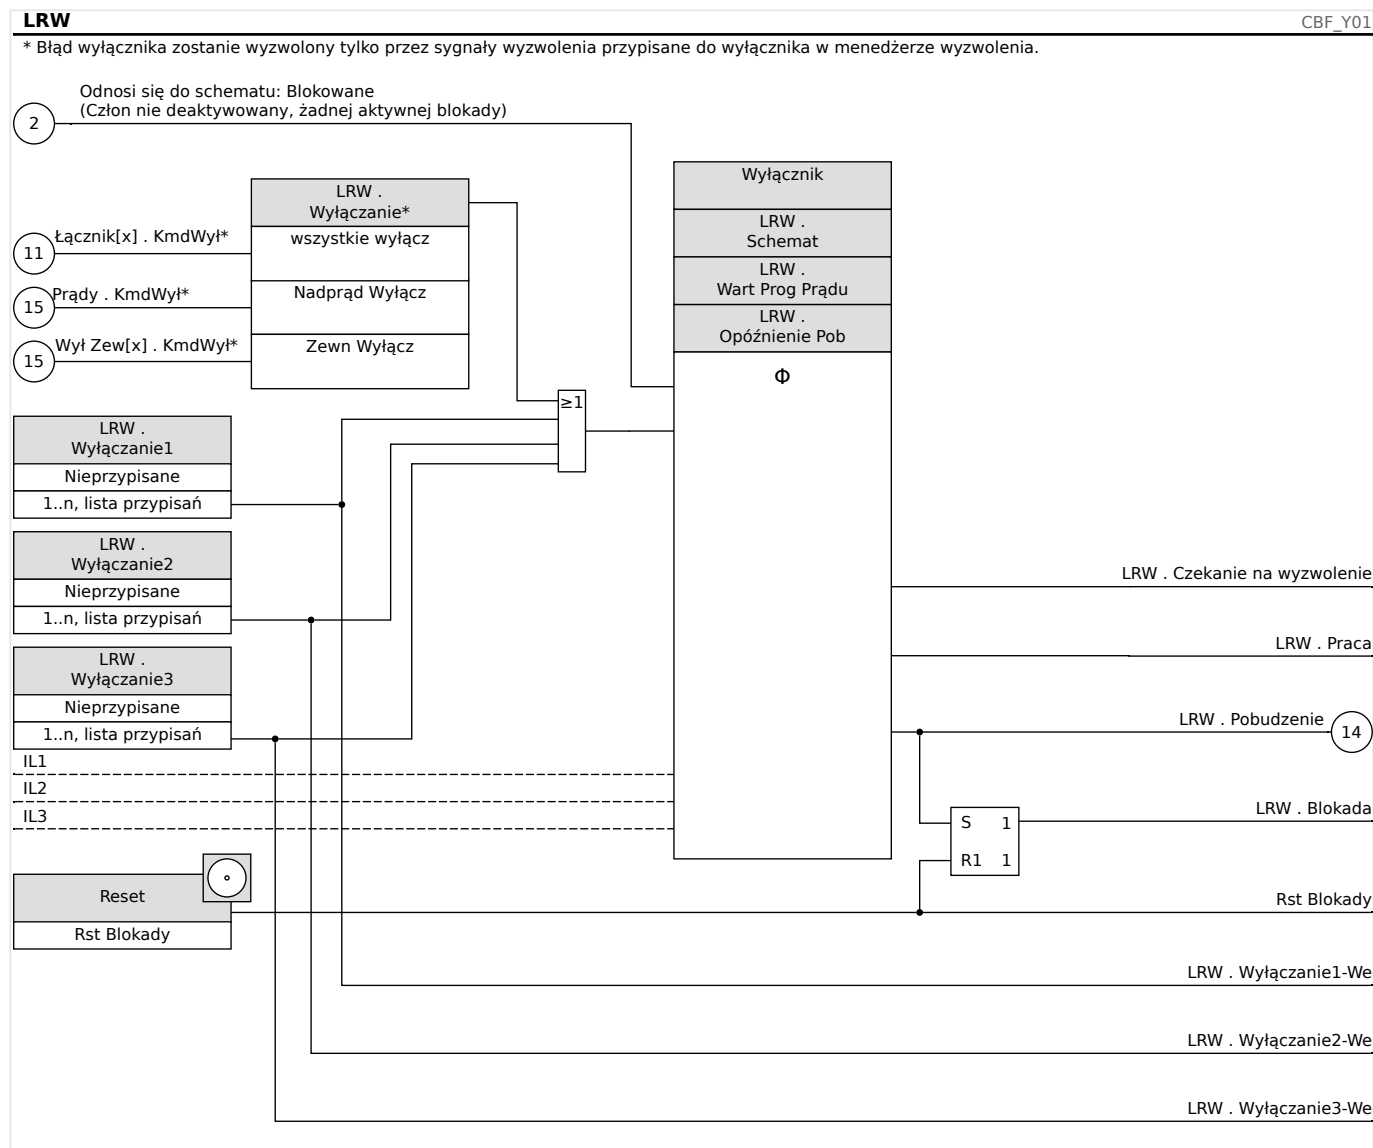 LRW
CBF_Y01
* Błąd wyłącznika zostanie wyzwolony tylko przez sygnały wyzwolenia przypisane do wyłącznika w menedżerze wyzwolenia.
Odnosi się do schematu: Blokowane
(Człon nie deaktywowany, żadnej aktywnej blokady)
2
LRW .
Wyłączanie*
wszystkie wyłącz
Nadprąd Wyłącz
Zewn Wyłącz
Łącznik[x] . KmdWył*
11
Prądy . KmdWył*
15
Wył Zew[x] . KmdWył*
15
Wyłącznik
LRW .
Schemat
LRW .
Wart Prog Prądu
LRW .
Opóźnienie Pob
Φ
≥1
LRW .
Wyłączanie1
Nieprzypisane
1..n, lista przypisań
LRW .
Wyłączanie2
Nieprzypisane
1..n, lista przypisań
LRW .
Wyłączanie3
Nieprzypisane
1..n, lista przypisań
IL1
IL2
IL3
LRW . Czekanie na wyzwolenie
LRW . Praca
LRW . Pobudzenie
14
S 1
R1 1
LRW . Blokada
Reset
Rst Blokady
Rst Blokady
LRW . Wyłączanie1-We
LRW . Wyłączanie2-We
LRW . Wyłączanie3-We